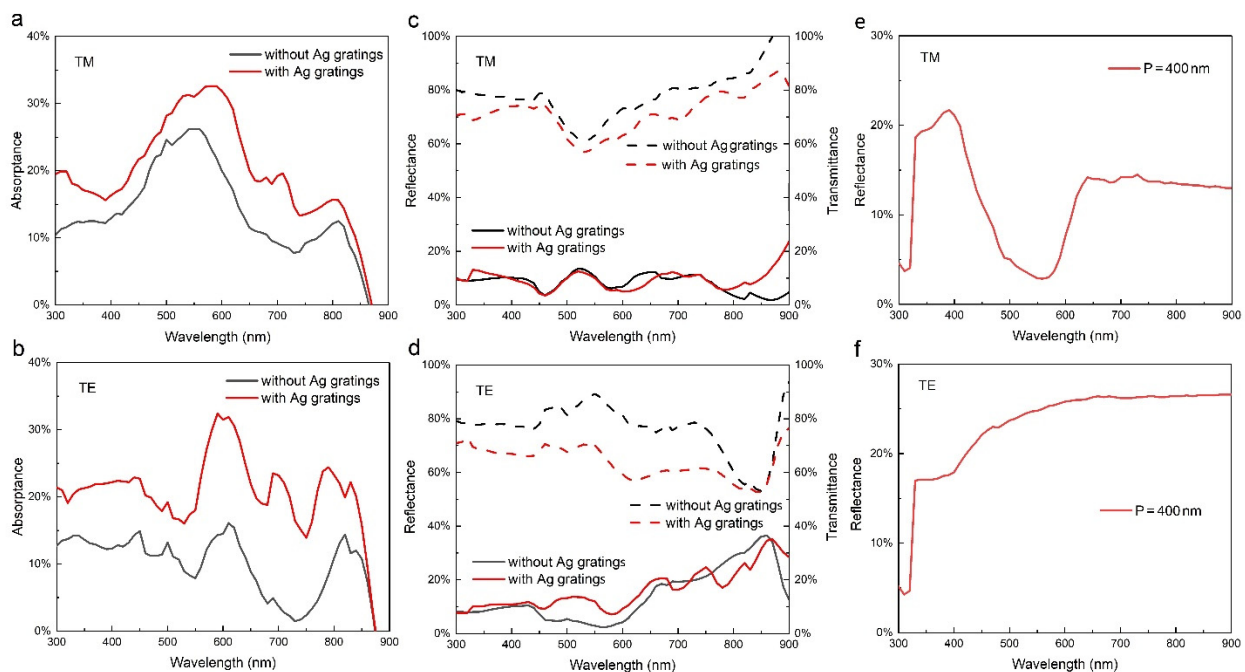 a
40%
30%
20%
10%
0%
Absorptance
TM
without Ag gratings
with Ag gratings
300 400 500 600 700 800 900
Wavelength (nm)
b
40%
30%
20%
10%
0%
Absorptance
TE
without Ag gratings
with Ag gratings
300 400 500 600 700 800 900
Wavelength (nm)
c
100%
80%
60%
40%
20%
0%
Reflectance
TM
without Ag gratings
with Ag gratings
without Ag gratings
with Ag gratings
100%
80%
60%
40%
20%
0%
Transmittance
300 400 500 600 700 800 900
Wavelength (nm)
d
100%
80%
60%
40%
20%
0%
Reflectance
TE
without Ag gratings
with Ag gratings
without Ag gratings
with Ag gratings
100%
80%
60%
40%
20%
0%
Transmittance
300 400 500 600 700 800 900
Wavelength (nm)
e
30%
20%
10%
0%
Reflectance
TM
P = 400 nm
300 400 500 600 700 800 900
Wavelength (nm)
f
30%
20%
10%
0%
Reflectance
TE
P = 400 nm
300 400 500 600 700 800 900
Wavelength (nm)